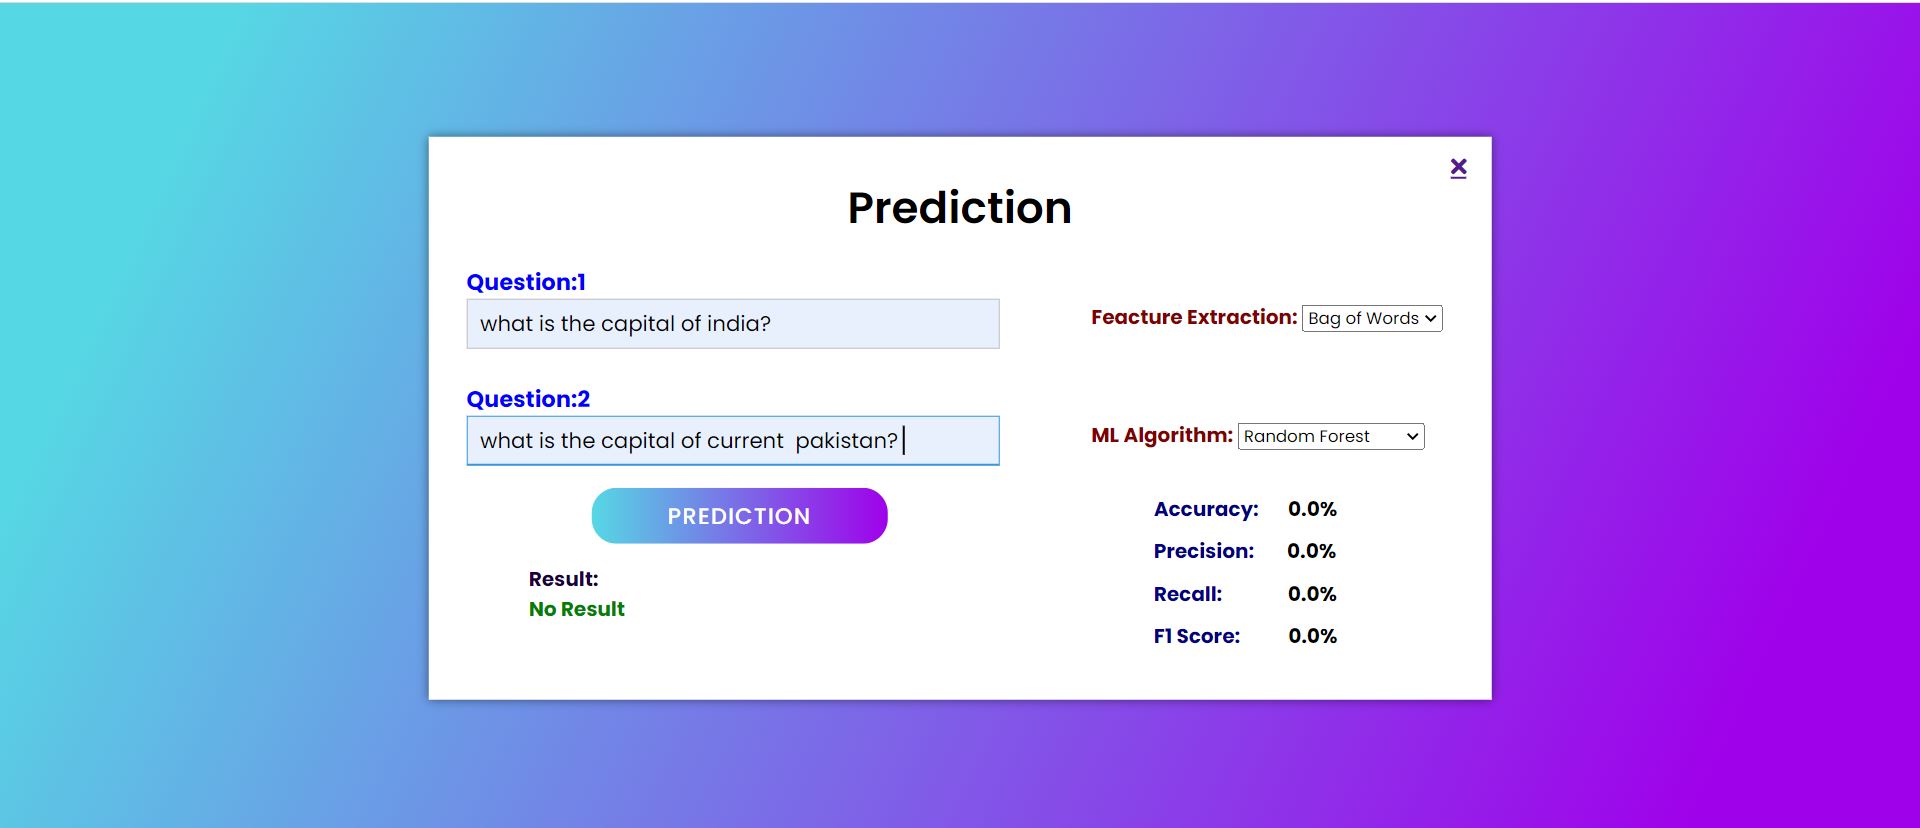 ×
Prediction
Question:1
what is the capital of india?
Feacture Extraction: Bag of Words
Question:2
what is the capital of current  pakistan?
ML Algorithm: Random Forest
PREDICTION
Accuracy: 0.0%
Precision: 0.0%
Result:
No Result
Recall: 0.0%
F1 Score: 0.0%